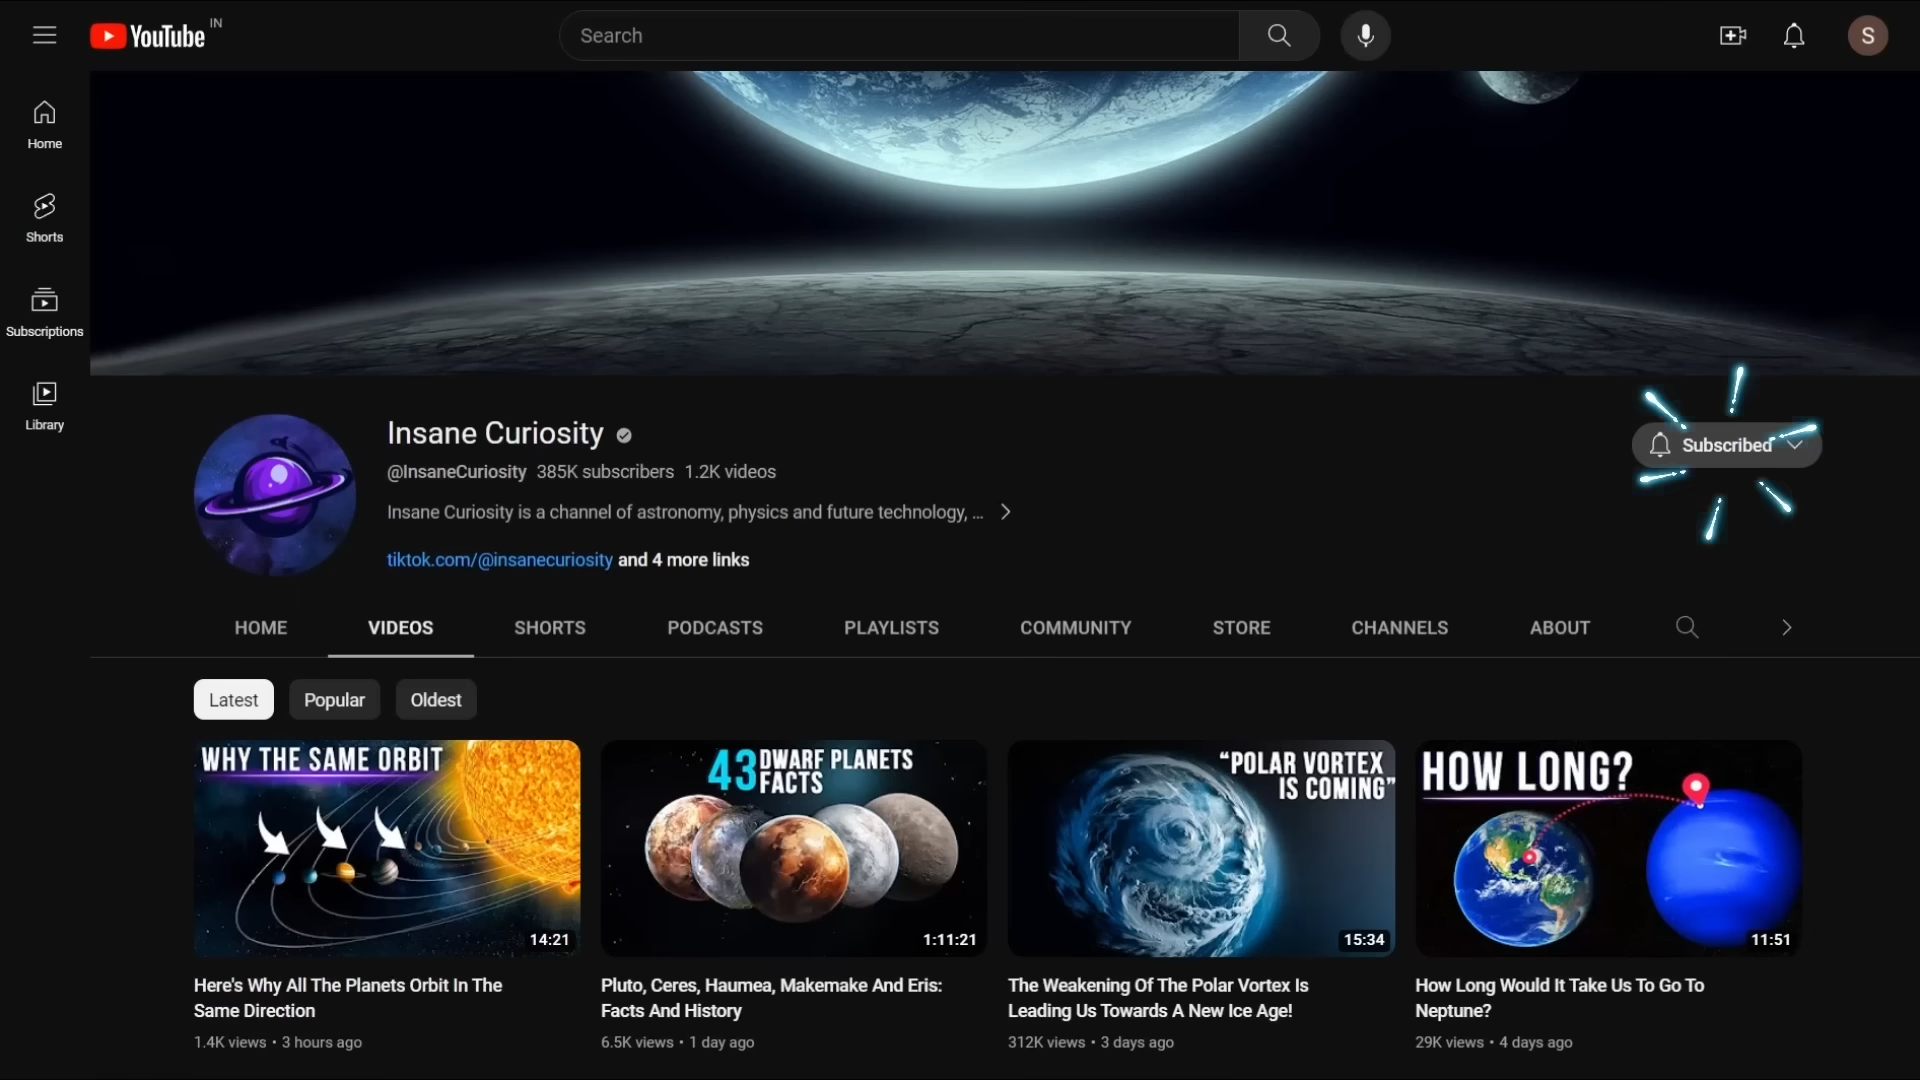 YouTube IN
Search
S
Home
Shorts
Subscriptions
Library
Insane Curiosity
@InsaneCuriosity 385K subscribers 1.2K videos
Insane Curiosity is a channel of astronomy, physics and future technology, ...
tiktok.com/@insanecuriosity and 4 more links
Subscribed
HOME VIDEOS SHORTS PODCASTS PLAYLISTS COMMUNITY STORE CHANNELS ABOUT
Latest Popular Oldest
WHY THE SAME ORBIT
14:21
Here's Why All The Planets Orbit In The
Same Direction
1.4K views • 3 hours ago
43 DWARF PLANETS
FACTS
1:11:21
Pluto, Ceres, Haumea, Makemake And Eris:
Facts And History
6.5K views • 1 day ago
“POLAR VORTEX
IS COMING”
15:34
The Weakening Of The Polar Vortex Is
Leading Us Towards A New Ice Age!
312K views • 3 days ago
HOW LONG?
11:51
How Long Would It Take Us To Go To
Neptune?
29K views • 4 days ago